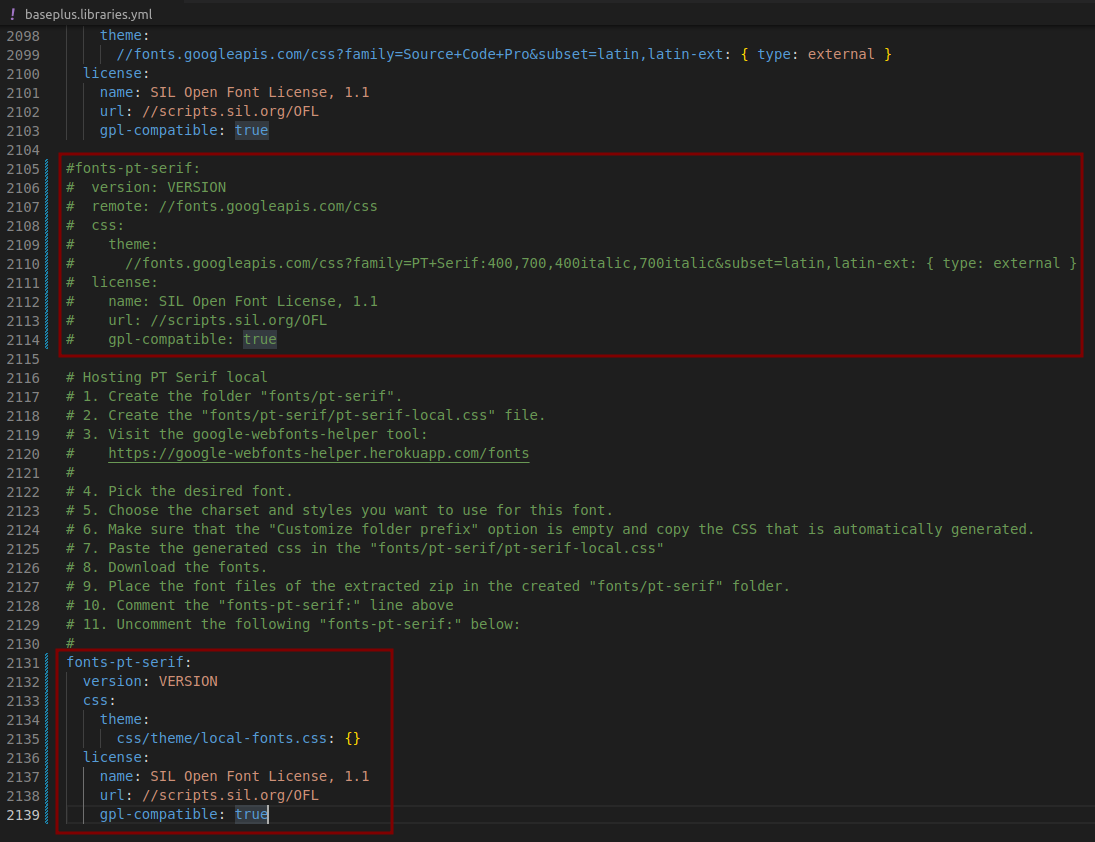 ! baseplus.libraries.yml
2098     theme:
2099       //fonts.googleapis.com/css?family=Source+Code+Pro&subset=latin,latin-ext: { type: external }
2100   license:
2101     name: SIL Open Font License, 1.1
2102     url: //scripts.sil.org/OFL
2103     gpl-compatible: true
2104
2105 #fonts-pt-serif:
2106 #  version: VERSION
2107 #  remote: //fonts.googleapis.com/css
2108 #  css:
2109 #    theme:
2110 #      //fonts.googleapis.com/css?family=PT+Serif:400,700,400italic,700italic&subset=latin,latin-ext: { type: external }
2111 #  license:
2112 #    name: SIL Open Font License, 1.1
2113 #    url: //scripts.sil.org/OFL
2114 #    gpl-compatible: true
2115
2116 # Hosting PT Serif local
2117 # 1. Create the folder "fonts/pt-serif".
2118 # 2. Create the "fonts/pt-serif/pt-serif-local.css" file.
2119 # 3. Visit the google-webfonts-helper tool:
2120 #    https://google-webfonts-helper.herokuapp.com/fonts
2121 #
2122 # 4. Pick the desired font.
2123 # 5. Choose the charset and styles you want to use for this font.
2124 # 6. Make sure that the "Customize folder prefix" option is empty and copy the CSS that is automatically generated.
2125 # 7. Paste the generated css in the "fonts/pt-serif/pt-serif-local.css"
2126 # 8. Download the fonts.
2127 # 9. Place the font files of the extracted zip in the created "fonts/pt-serif" folder.
2128 # 10. Comment the "fonts-pt-serif:" line above
2129 # 11. Uncomment the following "fonts-pt-serif:" below:
2130 #
2131 fonts-pt-serif:
2132   version: VERSION
2133   css:
2134     theme:
2135       css/theme/local-fonts.css: {}
2136   license:
2137     name: SIL Open Font License, 1.1
2138     url: //scripts.sil.org/OFL
2139     gpl-compatible: true